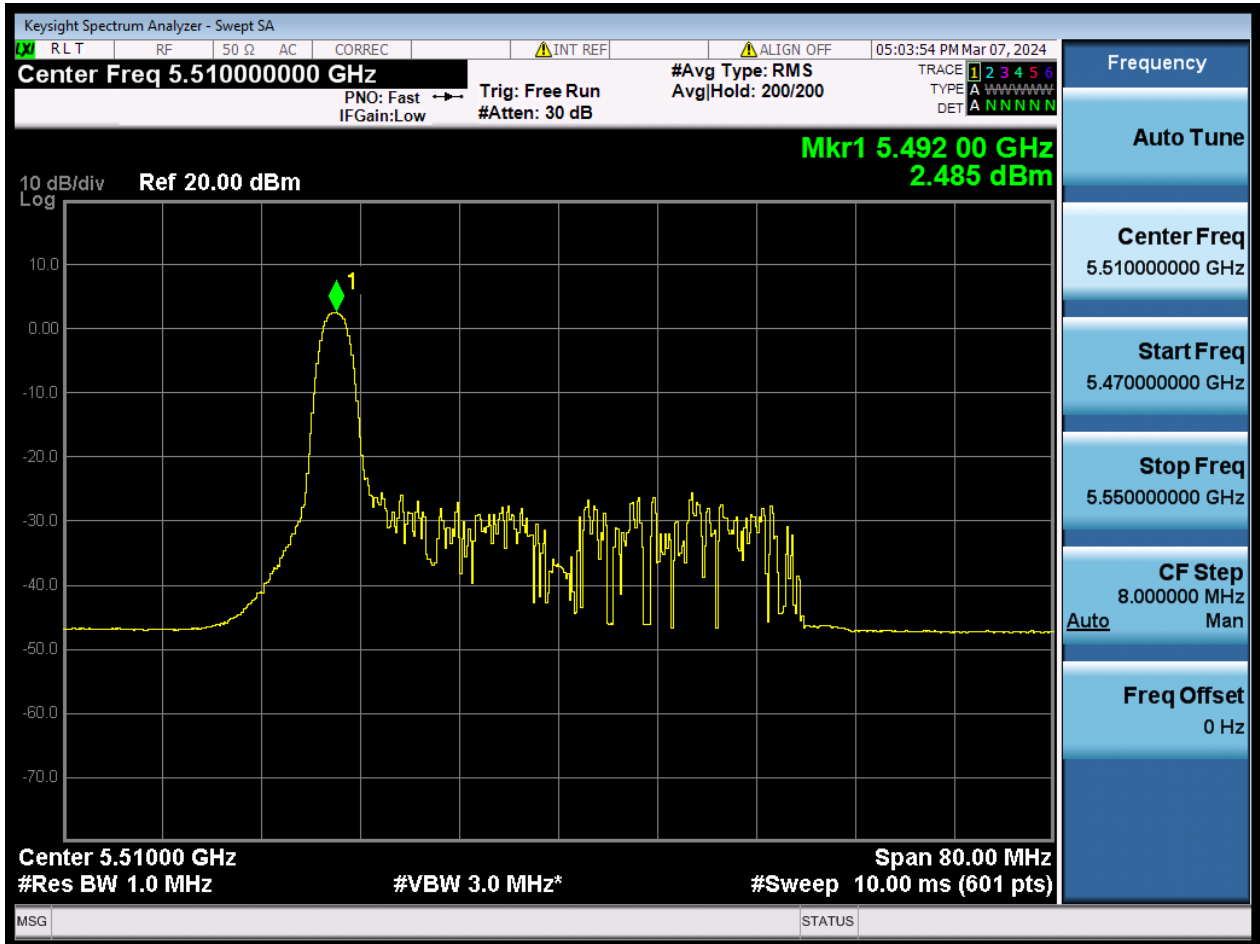 Keysight Spectrum Analyzer - Swept SA
LXI RLT RF 50 Ω AC CORREC INT REF ALIGN OFF 05:03:54 PM Mar 07, 2024
Center Freq 5.510000000 GHz
PNO: Fast
IFGain:Low
Trig: Free Run
#Atten: 30 dB
#Avg Type: RMS
Avg|Hold: 200/200
TRACE 1 2 3 4 5 6
TYPE A WWWWW
DET A N N N N N
Mkr1 5.492 00 GHz
2.485 dBm
10 dB/div Ref 20.00 dBm
Log
1
10.0
0.00
-10.0
-20.0
-30.0
-40.0
-50.0
-60.0
-70.0
Center 5.51000 GHz Span 80.00 MHz
#Res BW 1.0 MHz #VBW 3.0 MHz* #Sweep 10.00 ms (601 pts)
MSG STATUS
Frequency
Auto Tune
Center Freq
5.510000000 GHz
Start Freq
5.470000000 GHz
Stop Freq
5.550000000 GHz
CF Step
8.000000 MHz
Auto Man
Freq Offset
0 Hz